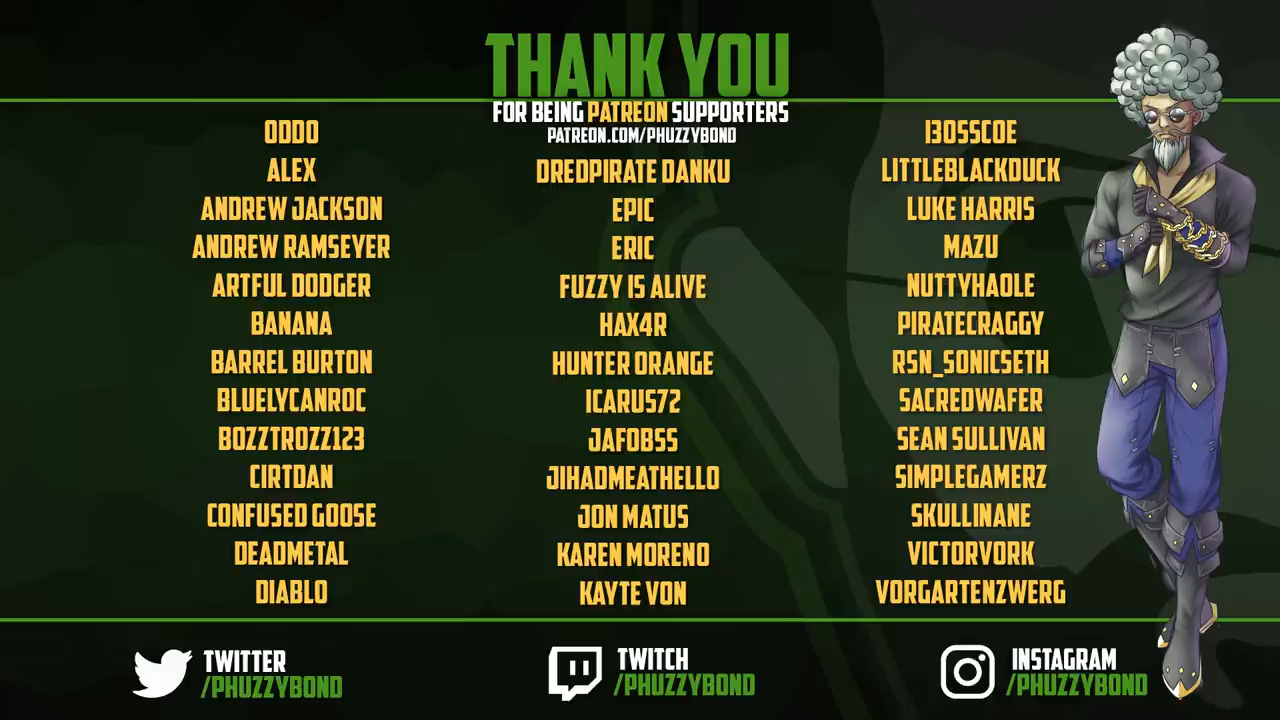 THANK YOU
FOR BEING PATREON SUPPORTERS
PATREON.COM/PHUZZYBOND
ODDO
ALEX
ANDREW JACKSON
ANDREW RAMSEYER
ARTFUL DODGER
BANANA
BARREL BURTON
BLUELYCANROC
BOZZTROZZ123
CIRTDAN
CONFUSED GOOSE
DEADMETAL
DIABLO
DREDPIRATE DANKU
EPIC
ERIC
FUZZY IS ALIVE
HAX4R
HUNTER ORANGE
ICARUS72
JAFOBSS
JIHADMEATHELLO
JON MATUS
KAREN MORENO
KAYTE VON
I3OSSCOE
LITTLEBLACKDUCK
LUKE HARRIS
MAZU
NUTTYHAOLE
PIRATECRAGGY
RSN_SONICSETH
SACREDWAFER
SEAN SULLIVAN
SIMPLEGAMERZ
SKULLINANE
VICTORVORK
VORGARTENZWERG
TWITTER
/PHUZZYBOND
TWITCH
/PHUZZYBOND
INSTAGRAM
/PHUZZYBOND